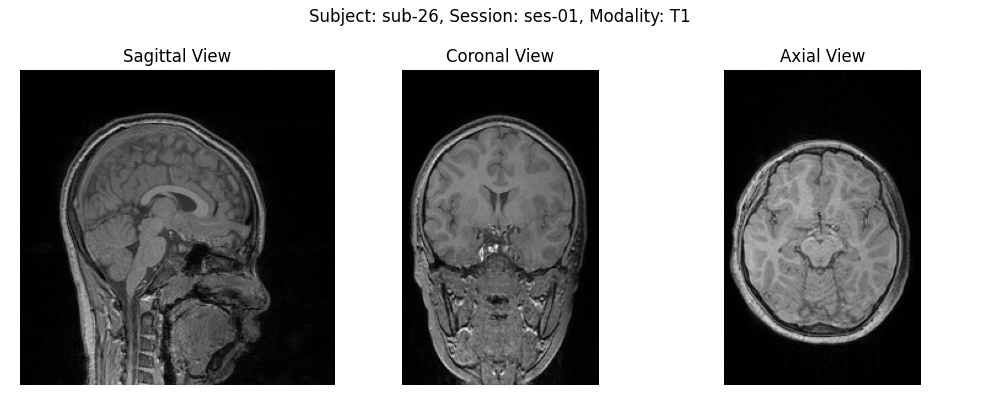 Subject: sub-26, Session: ses-01, Modality: T1
Sagittal View
Coronal View
Axial View